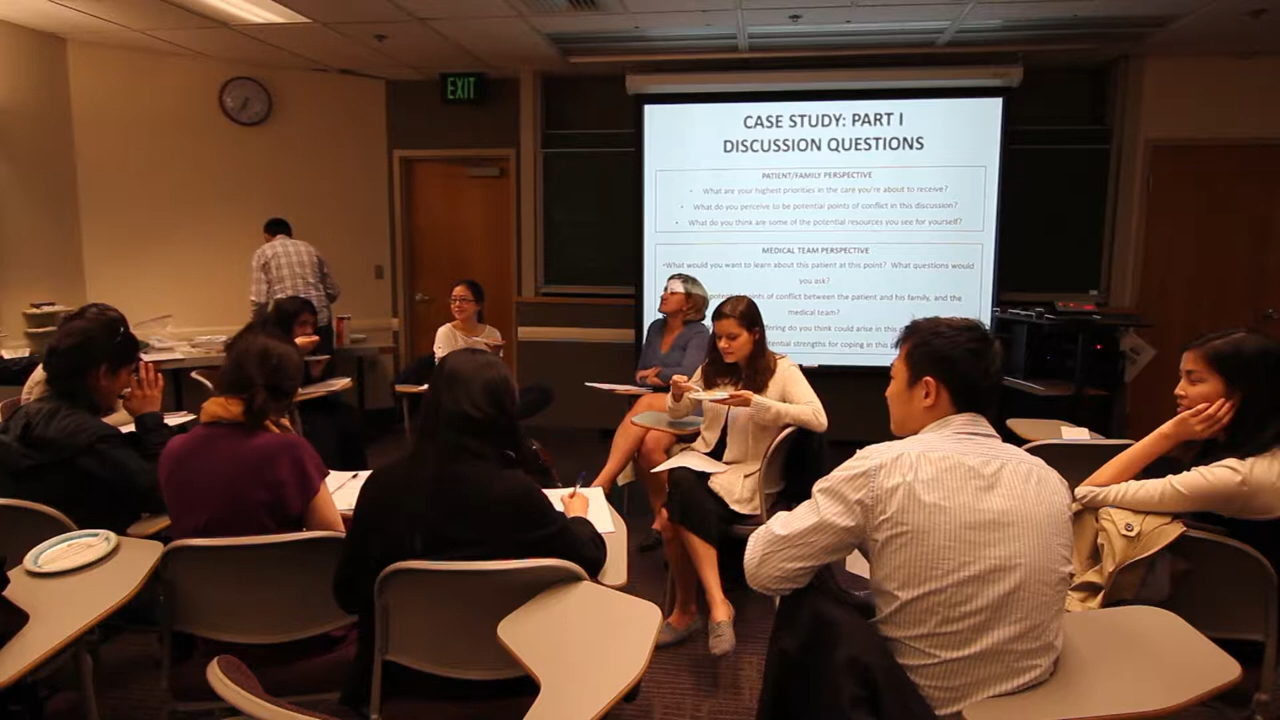 EXIT
CASE STUDY: PART I
DISCUSSION QUESTIONS
PATIENT/FAMILY PERSPECTIVE
• What are your highest priorities in the care you're about to receive?
• What do you perceive to be potential points of conflict in this discussion?
• What do you think are some of the potential resources you see for yourself?
MEDICAL TEAM PERSPECTIVE
•What would you want to learn about this patient at this point? What questions would
you ask?
potential points of conflict between the patient and his family, and the
medical team?
do you think could arise in this
strengths for coping in this